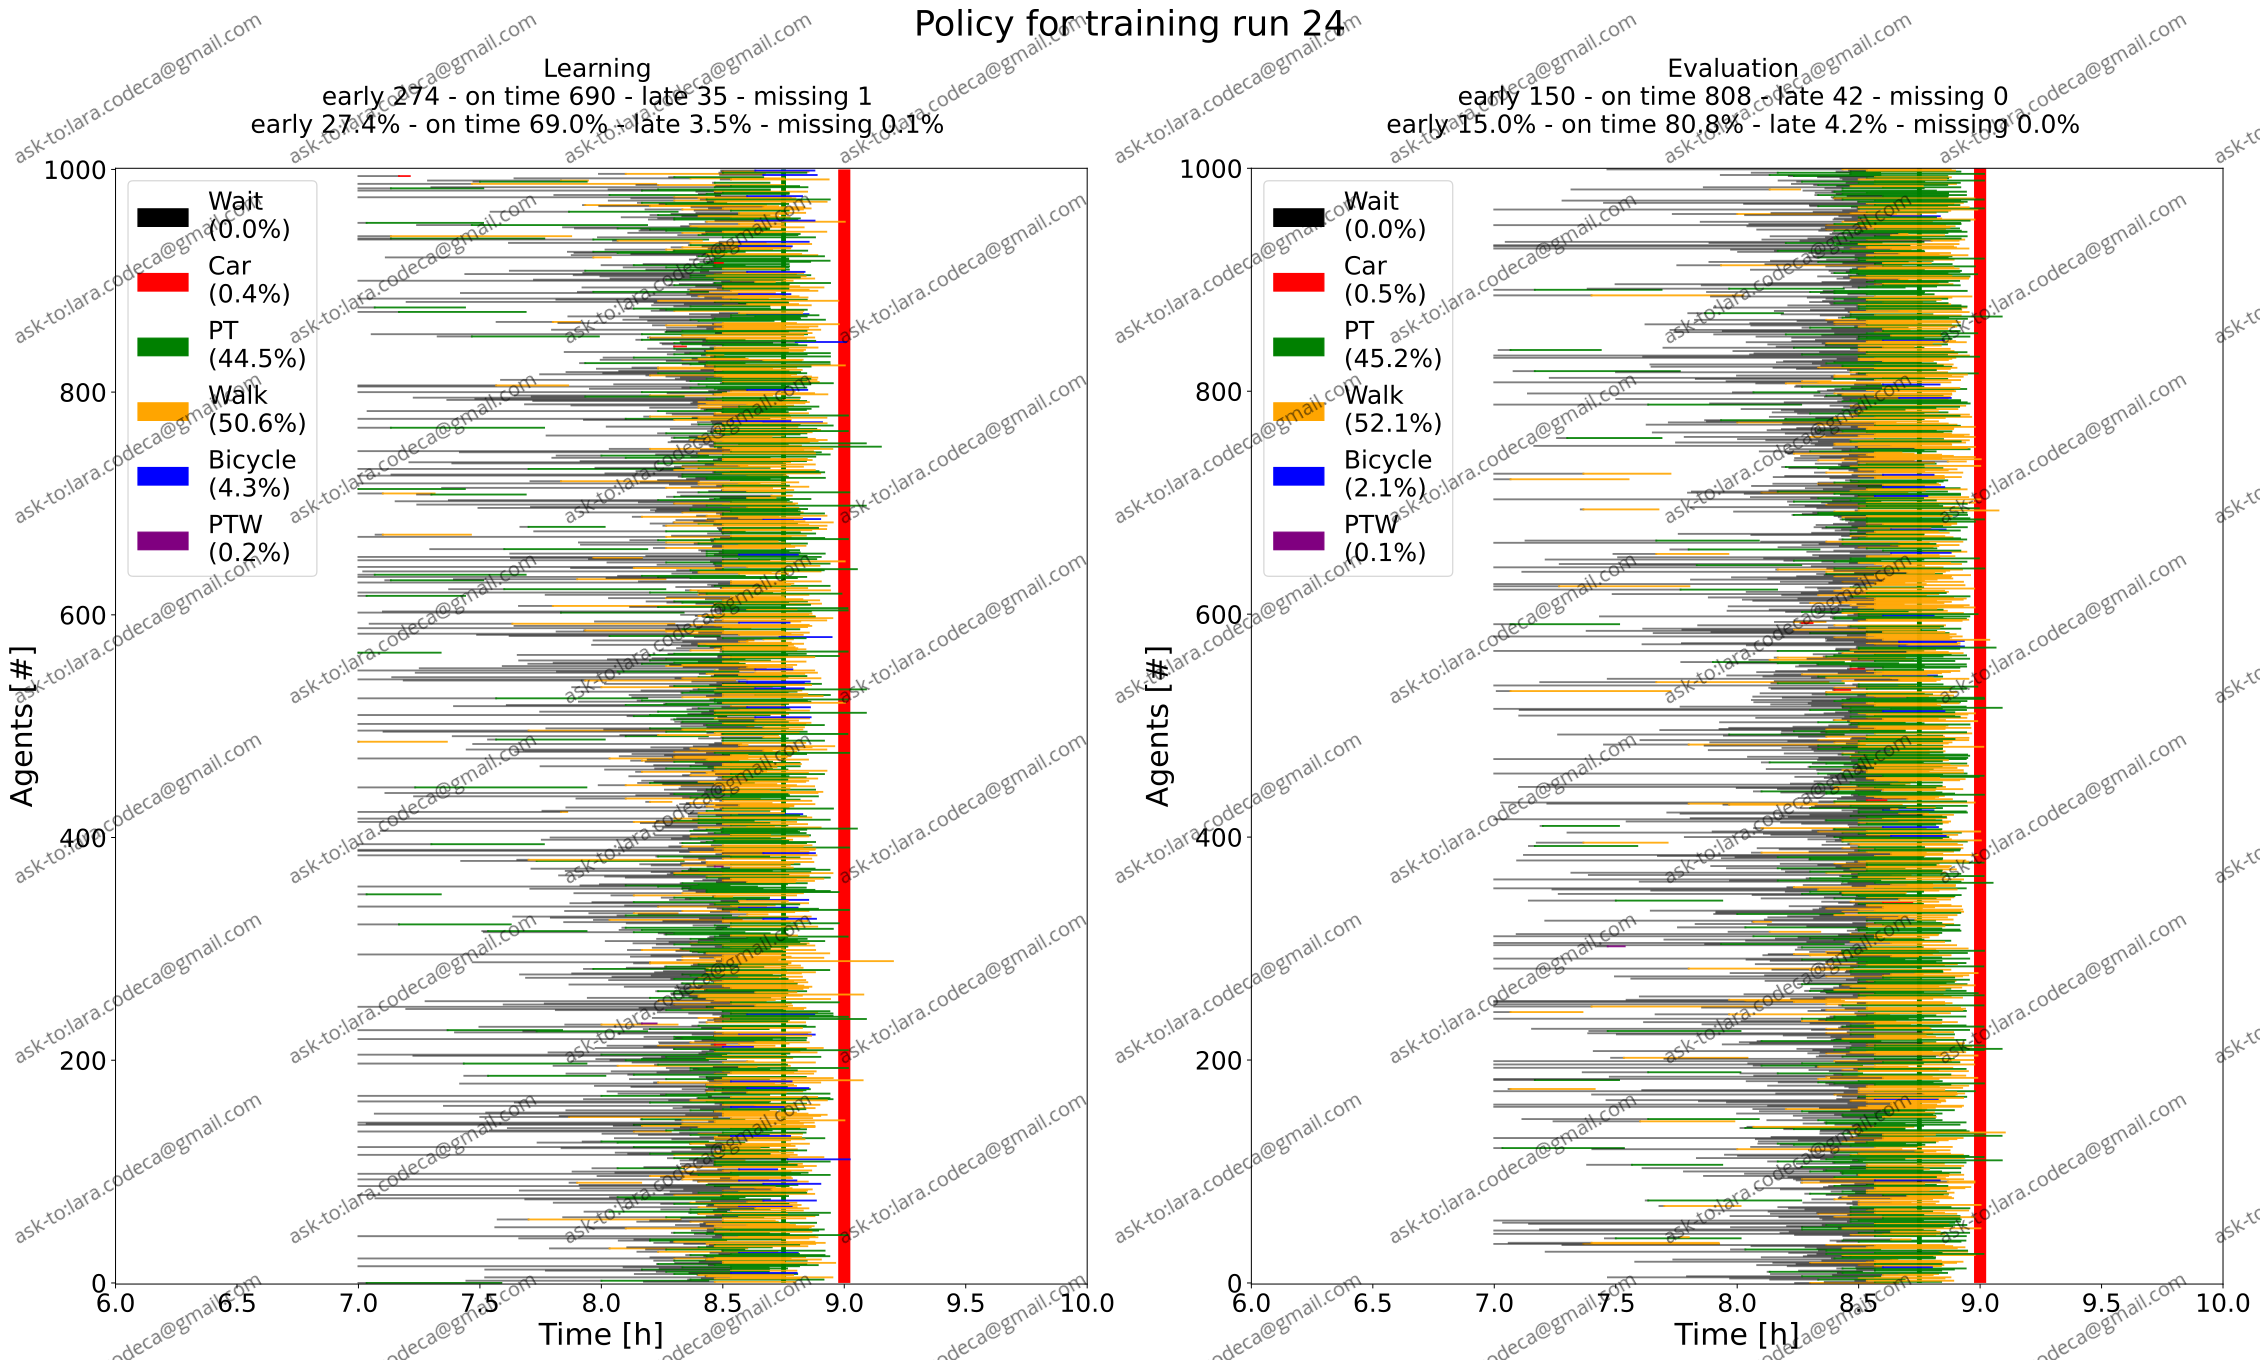 Policy for training run 24
Learning
early 274 - on time 690 - late 35 - missing 1
early 27.4% - on time 69.0% - late 3.5% - missing 0.1%
Agents [#]
1000
800
600
400
200
0
Wait
(0.0%)
Car
(0.4%)
PT
(44.5%)
Walk
(50.6%)
Bicycle
(4.3%)
PTW
(0.2%)
6.0 6.5 7.0 7.5 8.0 8.5 9.0 9.5 10.0
Time [h]
Evaluation
early 150 - on time 808 - late 42 - missing 0
early 15.0% - on time 80.8% - late 4.2% - missing 0.0%
Agents [#]
1000
800
600
400
200
0
Wait
(0.0%)
Car
(0.5%)
PT
(45.2%)
Walk
(52.1%)
Bicycle
(2.1%)
PTW
(0.1%)
6.0 6.5 7.0 7.5 8.0 8.5 9.0 9.5 10.0
Time [h]
ask-to:lara.codeca@gmail.com